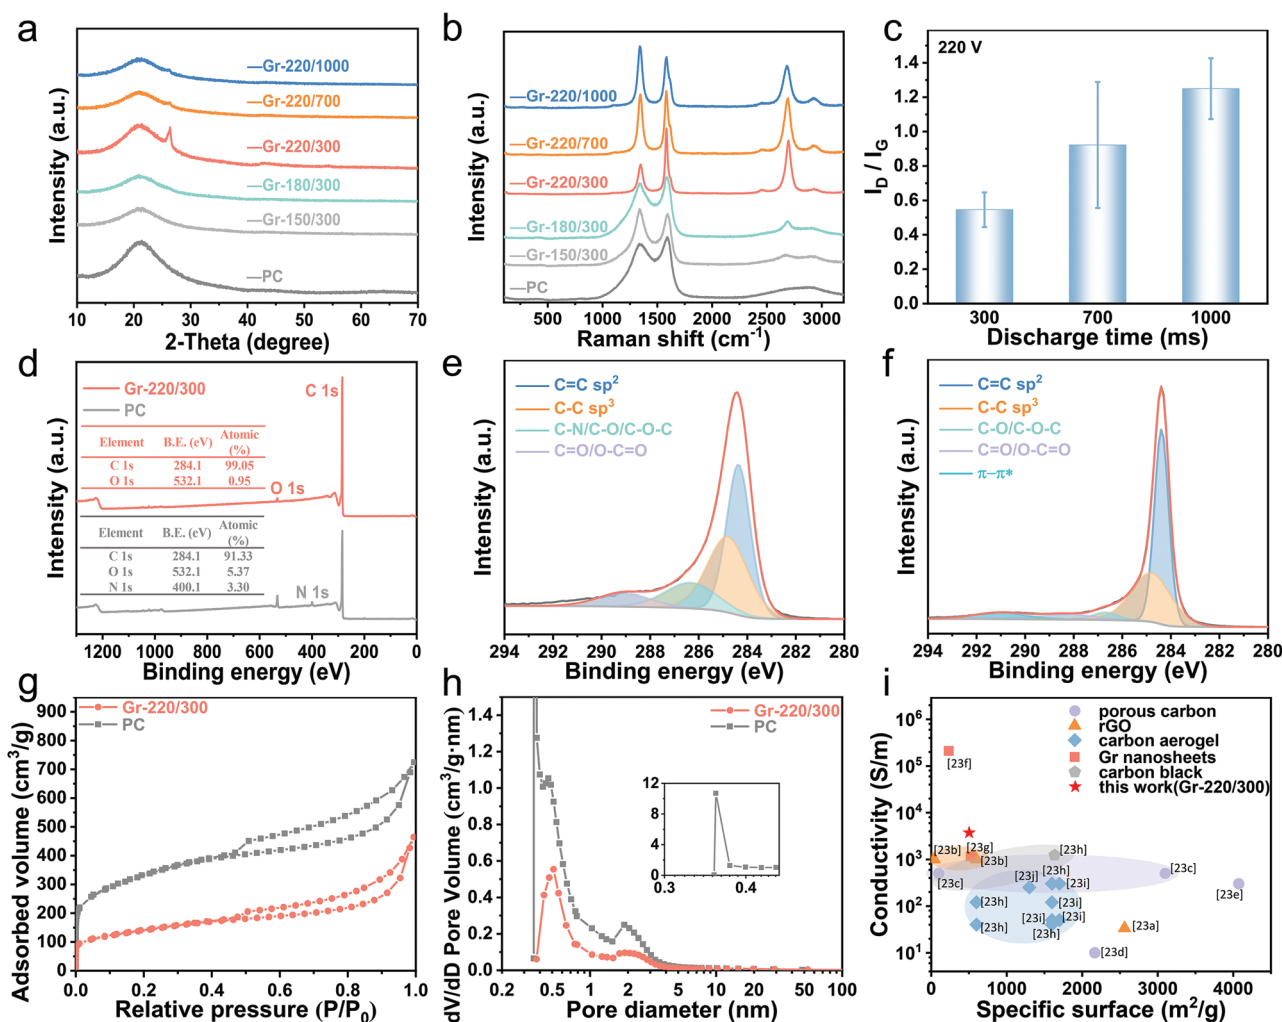 a
Intensity (a.u.)
Gr-220/1000
Gr-220/700
Gr-220/300
Gr-180/300
Gr-150/300
PC
10 20 30 40 50 60 70
2-Theta (degree)
b
Intensity (a.u.)
Gr-220/1000
Gr-220/700
Gr-220/300
Gr-180/300
Gr-150/300
PC
500 1000 1500 2000 2500 3000
Raman shift (cm⁻¹)
c
220 V
I_D / I_G
1.6
1.4
1.2
1.0
0.8
0.6
0.4
0.2
0.0
300 700 1000
Discharge time (ms)
d
Intensity (a.u.)
Gr-220/300
PC
C 1s
Element B.E. (eV) Atomic (%)
C 1s 284.1 99.05
O 1s 532.1 0.95
O 1s
Element B.E. (eV) Atomic (%)
C 1s 284.1 91.33
O 1s 532.1 5.37
N 1s 400.1 3.30
N 1s
1200 1000 800 600 400 200 0
Binding energy (eV)
e
Intensity (a.u.)
C=C sp²
C-C sp³
C-N/C-O/C-O-C
C=O/O-C=O
294 292 290 288 286 284 282 280
Binding energy (eV)
f
Intensity (a.u.)
C=C sp²
C-C sp³
C-O/C-O-C
C=O/O-C=O
π–π*
294 292 290 288 286 284 282 280
Binding energy (eV)
g
Adsorbed volume (cm³/g)
Gr-220/300
PC
900
800
700
600
500
400
300
200
100
0
0.0 0.2 0.4 0.6 0.8 1.0
Relative pressure (P/P₀)
h
dV/dD Pore Volume (cm³/g·nm)
Gr-220/300
PC
1.4
1.2
1.0
0.8
0.6
0.4
0.2
0.0
12
8
4
0
0.3 0.4
0.5 1 2 5 10 20 50 100
Pore diameter (nm)
i
Conductivity (S/m)
porous carbon
rGO
carbon aerogel
Gr nanosheets
carbon black
this work(Gr-220/300)
10⁶
10⁵
10⁴
10³
10²
10¹
[23f]
[23b]
[23g]
[23b]
[23h]
[23c]
[23j]
[23h]
[23i]
[23c]
[23e]
[23h]
[23i]
[23h]
[23i]
[23i]
[23h]
[23a]
[23d]
0 1000 2000 3000 4000
Specific surface (m²/g)